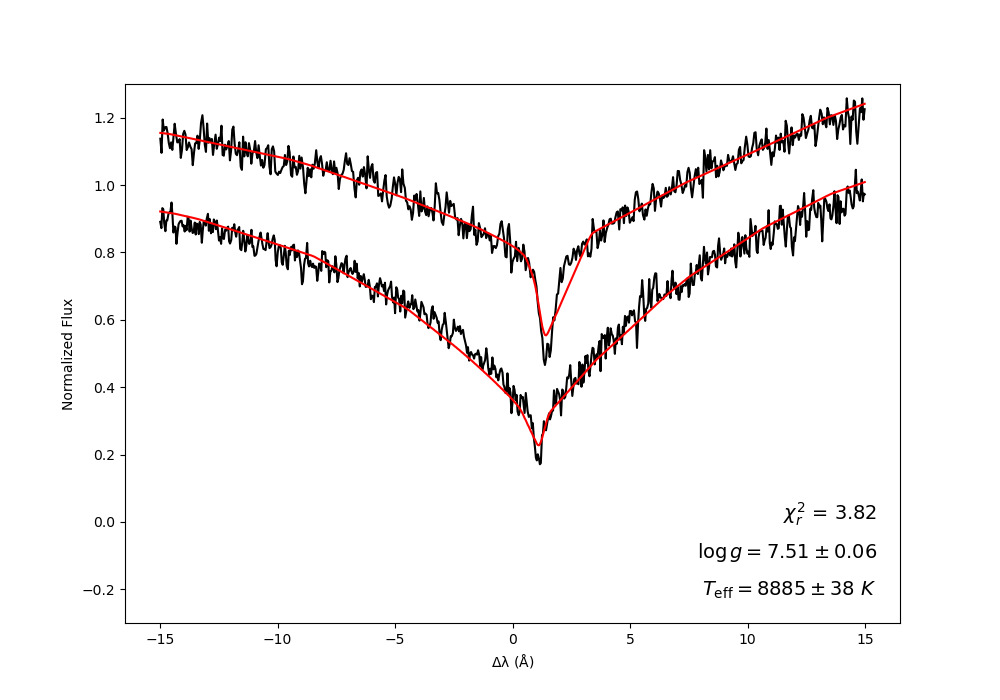 1.2
1.0
0.8
0.6
0.4
0.2
0.0
−0.2
Normalized Flux
χ²ᵣ = 3.82
log g = 7.51 ± 0.06
T_eff = 8885 ± 38 K
−15 −10 −5 0 5 10 15
Δλ (Å)